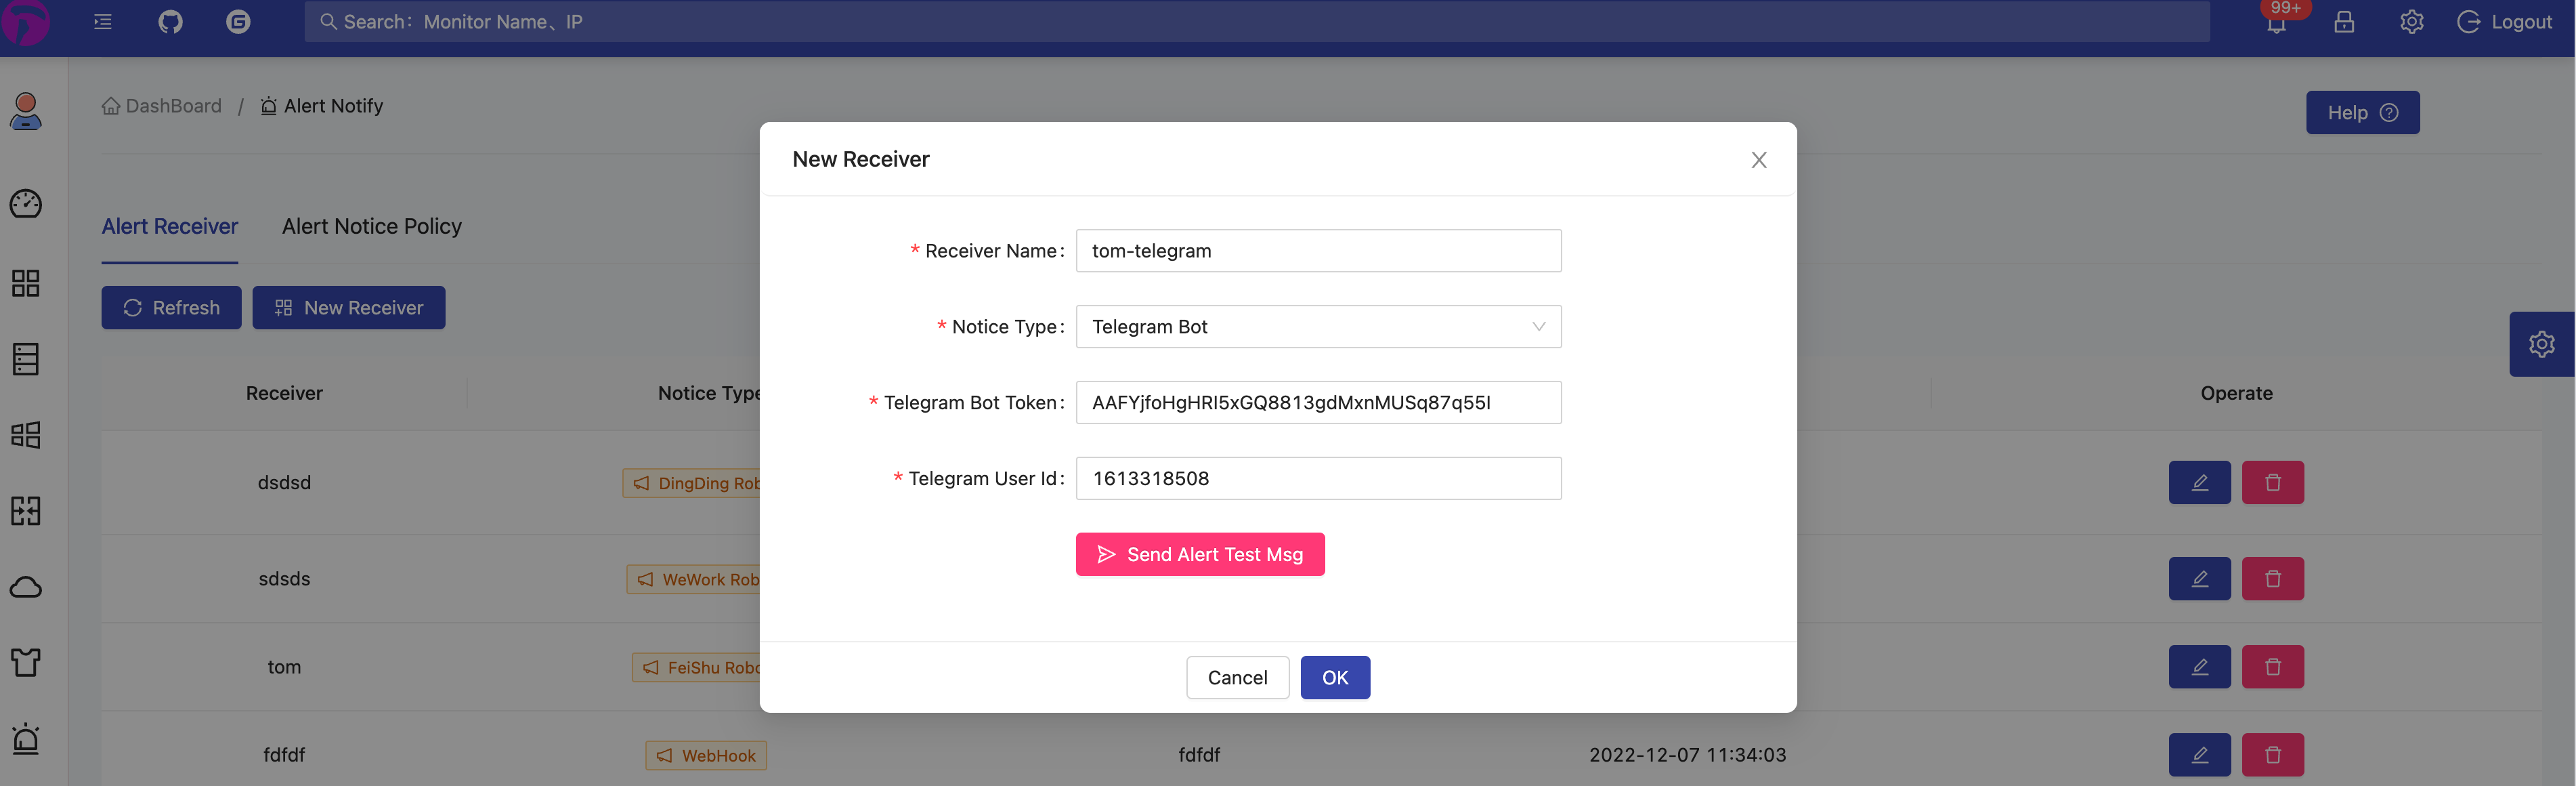 Search: Monitor Name、IP
99+
Logout
DashBoard / Alert Notify
Help
Alert Receiver
Alert Notice Policy
Refresh
New Receiver
Receiver
Notice Type
Operate
dsdsd
DingDing Rob
sdsds
WeWork Rob
tom
FeiShu Robo
fdfdf
WebHook
fdfdf
2022-12-07 11:34:03
New Receiver
* Receiver Name:
tom-telegram
* Notice Type:
Telegram Bot
* Telegram Bot Token:
AAFYjfoHgHRI5xGQ8813gdMxnMUSq87q55I
* Telegram User Id:
1613318508
Send Alert Test Msg
Cancel
OK